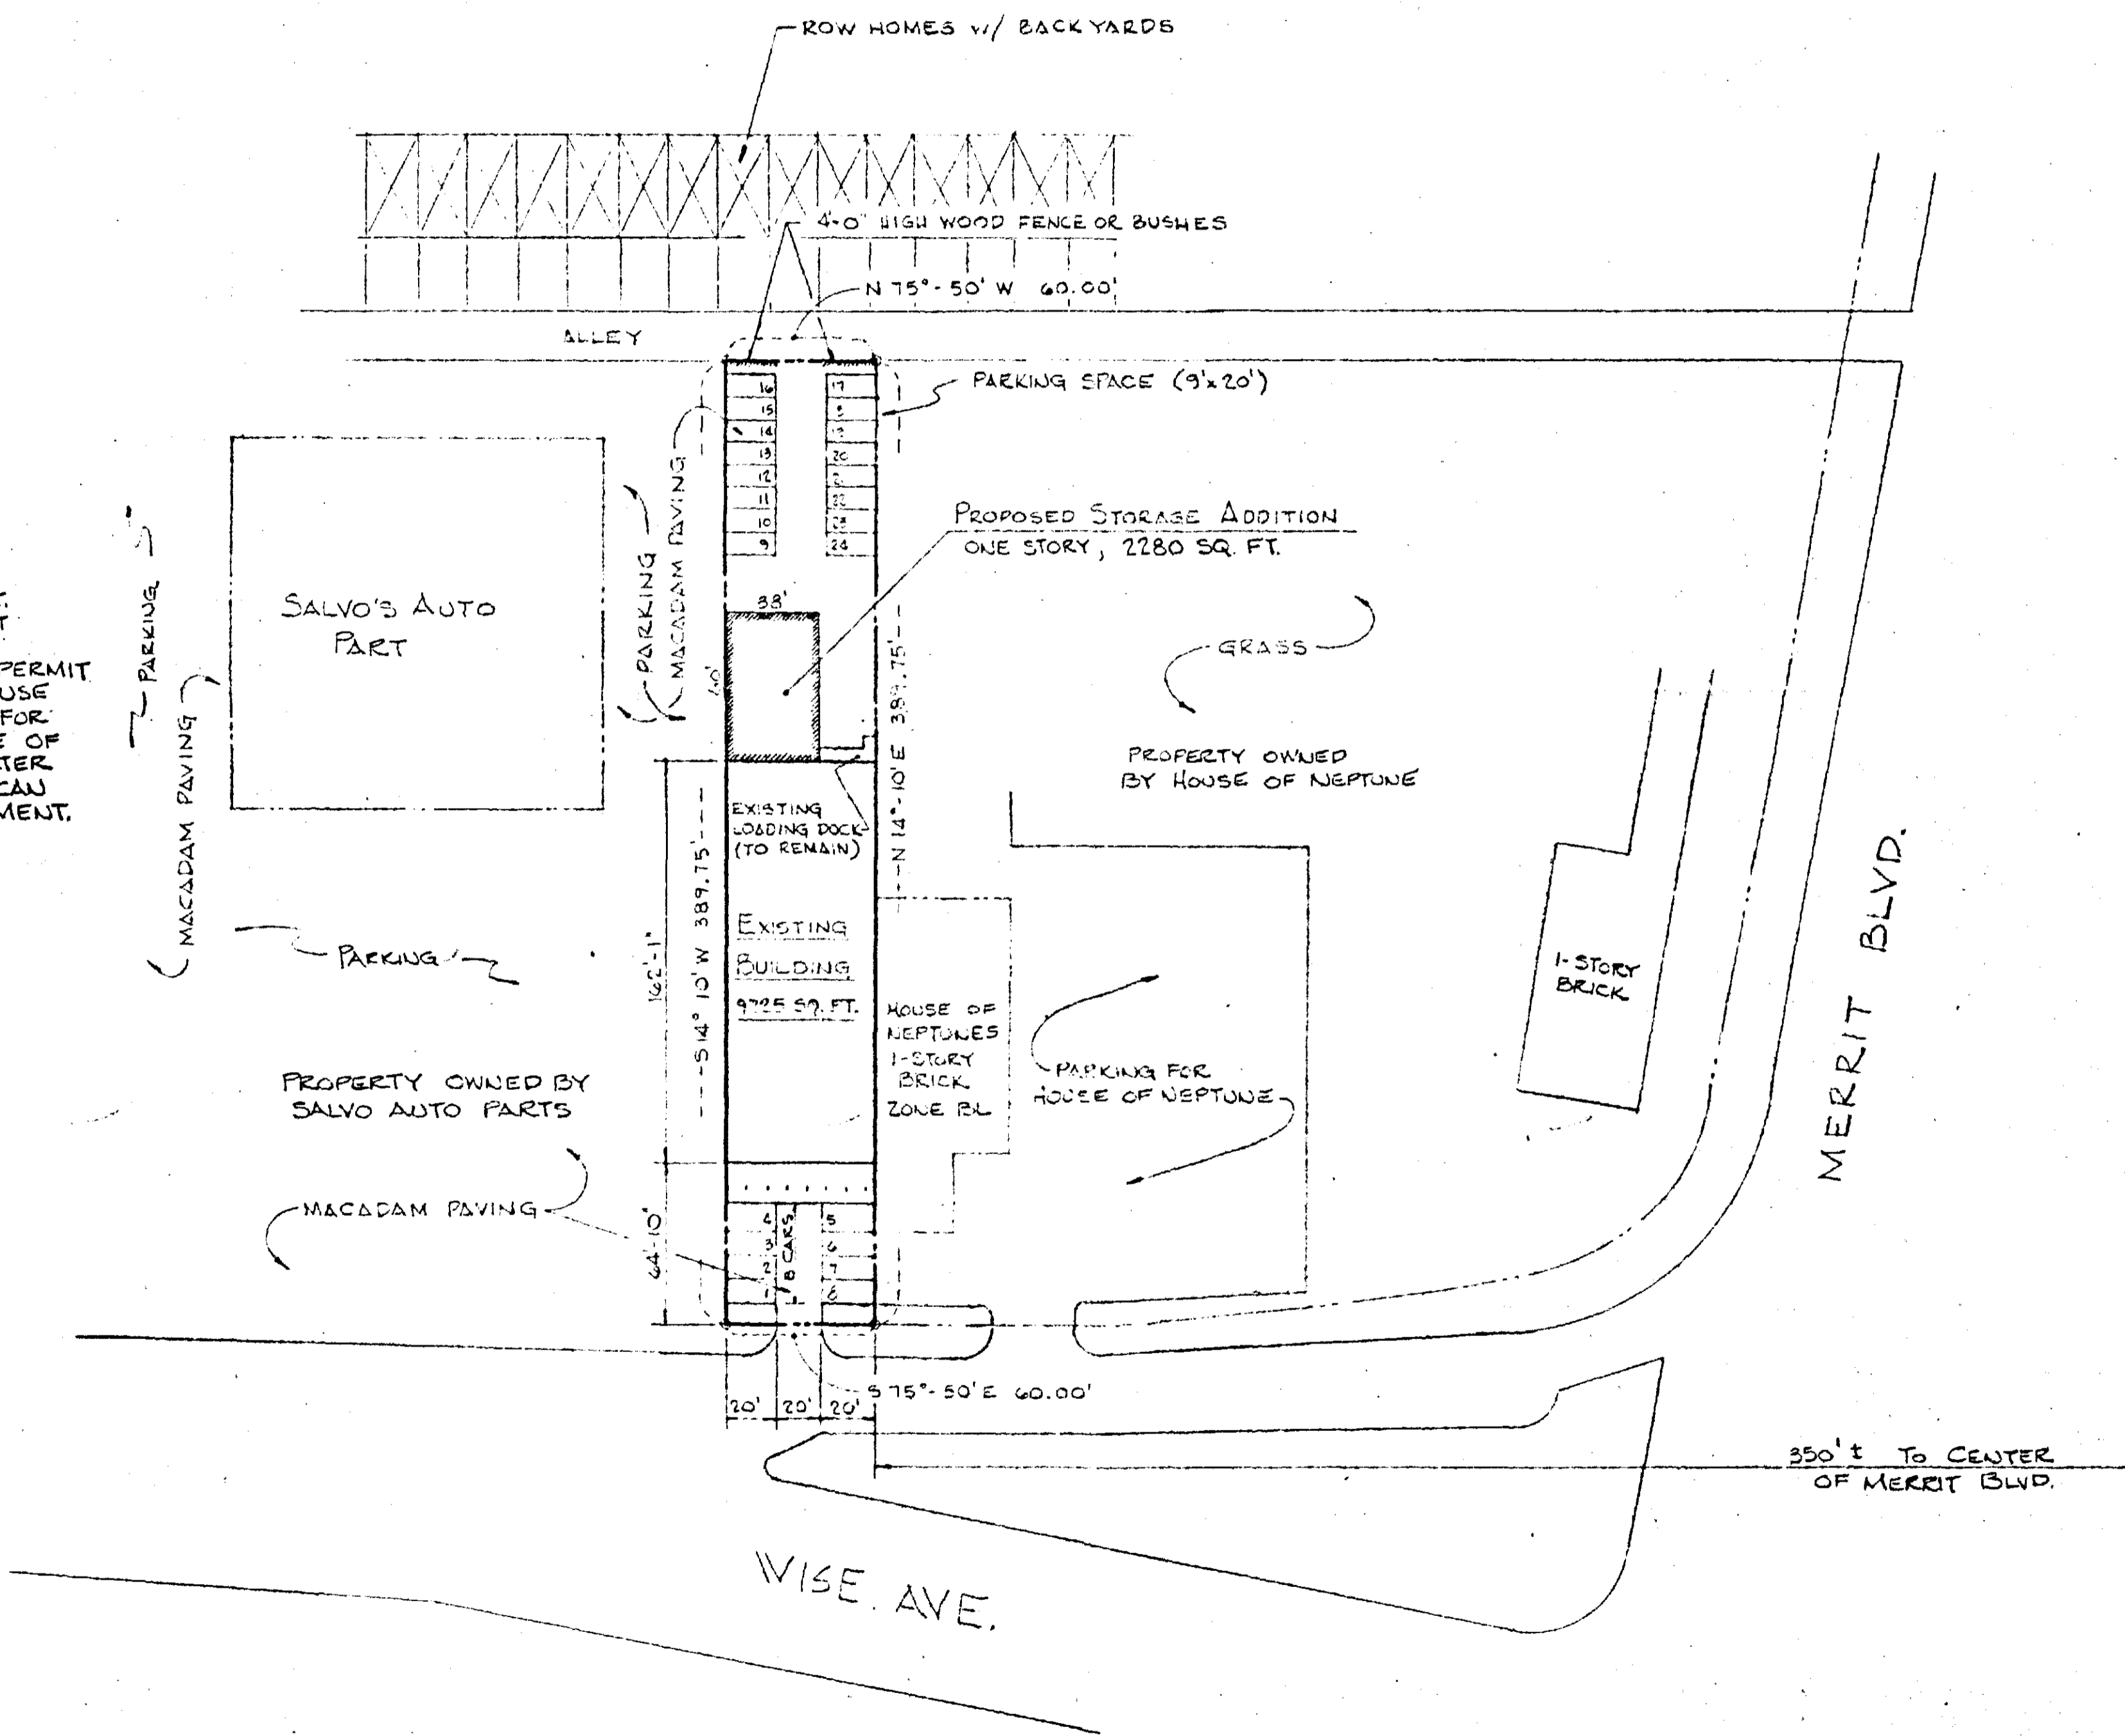 ROW HOMES W/ BACK YARDS
4'-0" HIGH WOOD FENCE OR BUSHES
N 75°-50' W 60.00'
ALLEY
PARKING SPACE (9'x20')
16
15
14
13
12
11
10
9
17
19
20
22
23
24
PARKING
MACADAM PAVING
PROPOSED STORAGE ADDITION
ONE STORY, 2280 SQ. FT.
38'
60'
SALVO'S AUTO
PART
PARKING
MACADAM PAVING
PERMIT
USE
FOR
OF
CAN
MENT.
GRASS
N 14°-10' E 389.75'
PROPERTY OWNED
BY HOUSE OF NEPTUNE
EXISTING
LOADING DOCK
(TO REMAIN)
S 14° 10' W 389.75'
162'-1"
EXISTING
BUILDING
9725 SQ. FT.
PARKING
HOUSE OF
NEPTUNES
1-STORY
BRICK
ZONE BL
PARKING FOR
HOUSE OF NEPTUNE
1-STORY
BRICK
MERRIT BLVD.
PROPERTY OWNED BY
SALVO AUTO PARTS
MACADAM PAVING
64'-10"
4
3
2
1
8 CARS
5
6
7
8
S 75°-50' E 60.00'
20' 20' 20'
350'± TO CENTER
OF MERRIT BLVD.
WISE. AVE.